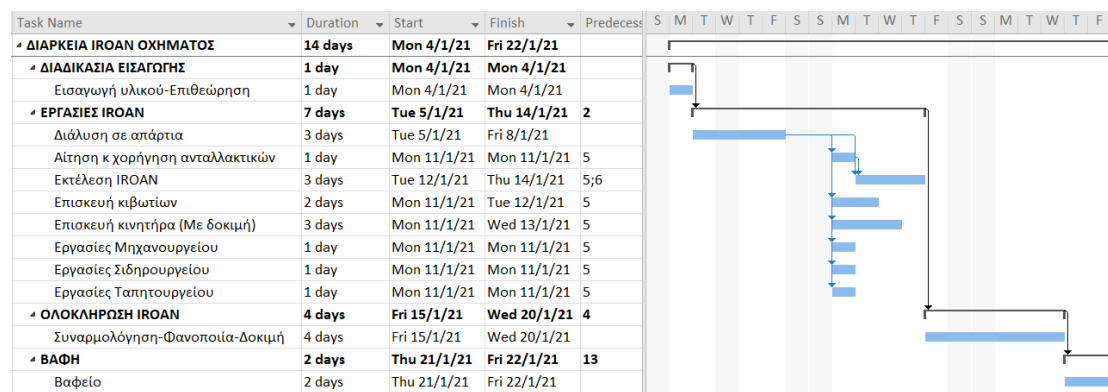 Task Name Duration Start Finish Predecess S M T W T F S S M T W T F S S M T W T F
ΔΙΑΡΚΕΙΑ IROAN ΟΧΗΜΑΤΟΣ 14 days Mon 4/1/21 Fri 22/1/21
ΔΙΑΔΙΚΑΣΙΑ ΕΙΣΑΓΩΓΗΣ 1 day Mon 4/1/21 Mon 4/1/21
Εισαγωγή υλικού-Επιθεώρηση 1 day Mon 4/1/21 Mon 4/1/21
ΕΡΓΑΣΙΕΣ IROAN 7 days Tue 5/1/21 Thu 14/1/21 2
Διάλυση σε απάρτια 3 days Tue 5/1/21 Fri 8/1/21
Αίτηση κ χορήγηση ανταλλακτικών 1 day Mon 11/1/21 Mon 11/1/21 5
Εκτέλεση IROAN 3 days Tue 12/1/21 Thu 14/1/21 5;6
Επισκευή κιβωτίων 2 days Mon 11/1/21 Tue 12/1/21 5
Επισκευή κινητήρα (Με δοκιμή) 3 days Mon 11/1/21 Wed 13/1/21 5
Εργασίες Μηχανουργείου 1 day Mon 11/1/21 Mon 11/1/21 5
Εργασίες Σιδηρουργείου 1 day Mon 11/1/21 Mon 11/1/21 5
Εργασίες Ταπητουργείου 1 day Mon 11/1/21 Mon 11/1/21 5
ΟΛΟΚΛΗΡΩΣΗ IROAN 4 days Fri 15/1/21 Wed 20/1/21 4
Συναρμολόγηση-Φανοποιία-Δοκιμή 4 days Fri 15/1/21 Wed 20/1/21
ΒΑΦΗ 2 days Thu 21/1/21 Fri 22/1/21 13
Βαφείο 2 days Thu 21/1/21 Fri 22/1/21